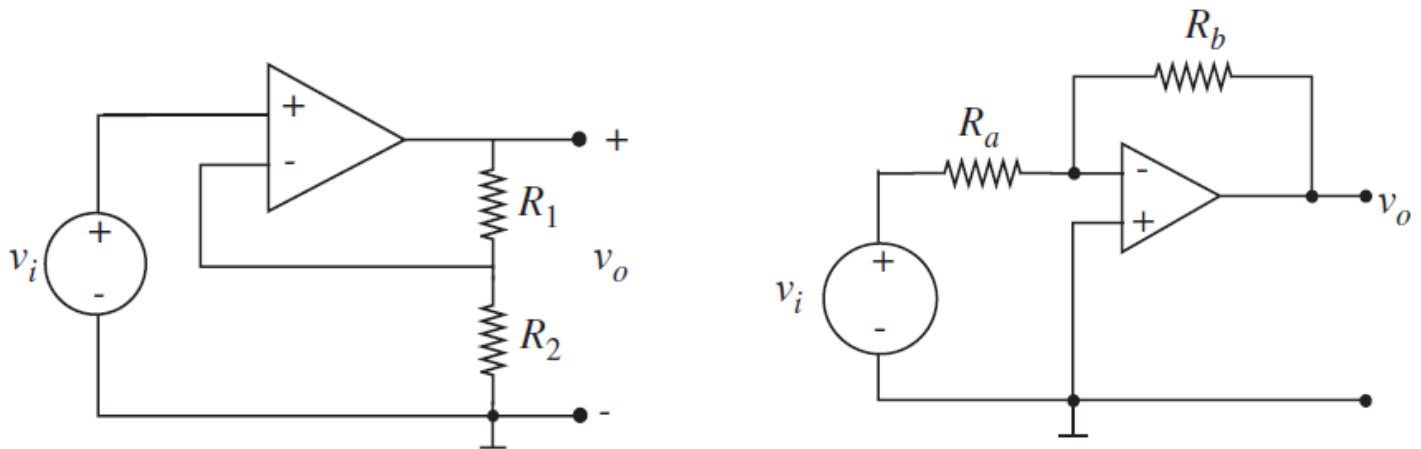 +
-
+
-
v_i
R_1
R_2
+
v_o
-
R_b
R_a
-
+
+
-
v_i
v_o